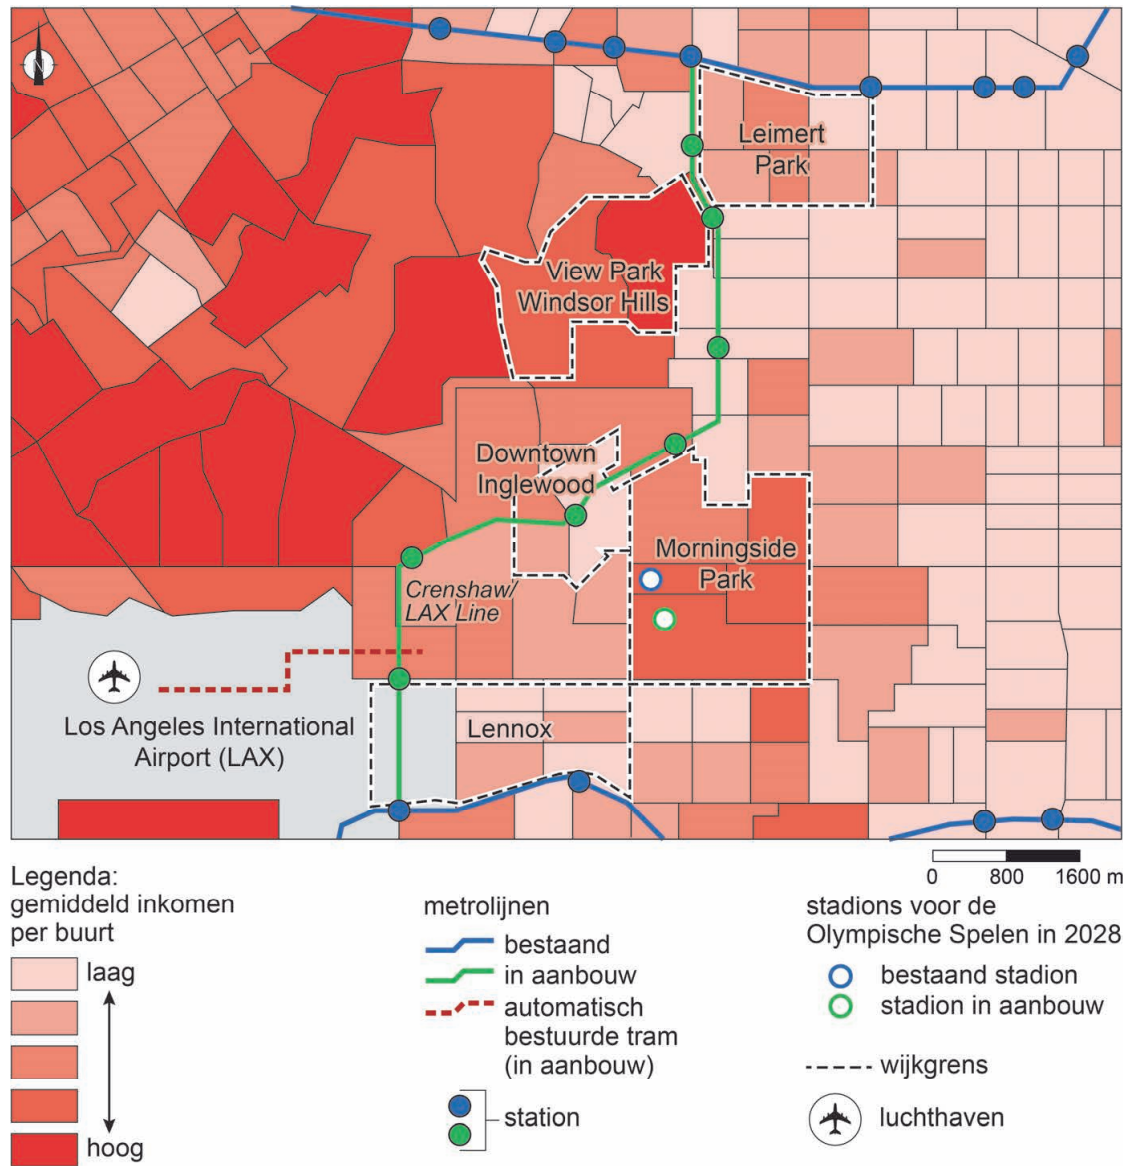 N
Leimert
Park
View Park
Windsor Hills
Downtown
Inglewood
Morningside
Park
Crenshaw/
LAX Line
Los Angeles International
Airport (LAX)
Lennox
0 800 1600 m
Legenda:
gemiddeld inkomen
per buurt
laag
hoog
metrolijnen
bestaand
in aanbouw
automatisch
bestuurde tram
(in aanbouw)
station
stadions voor de
Olympische Spelen in 2028
bestaand stadion
stadion in aanbouw
wijkgrens
luchthaven